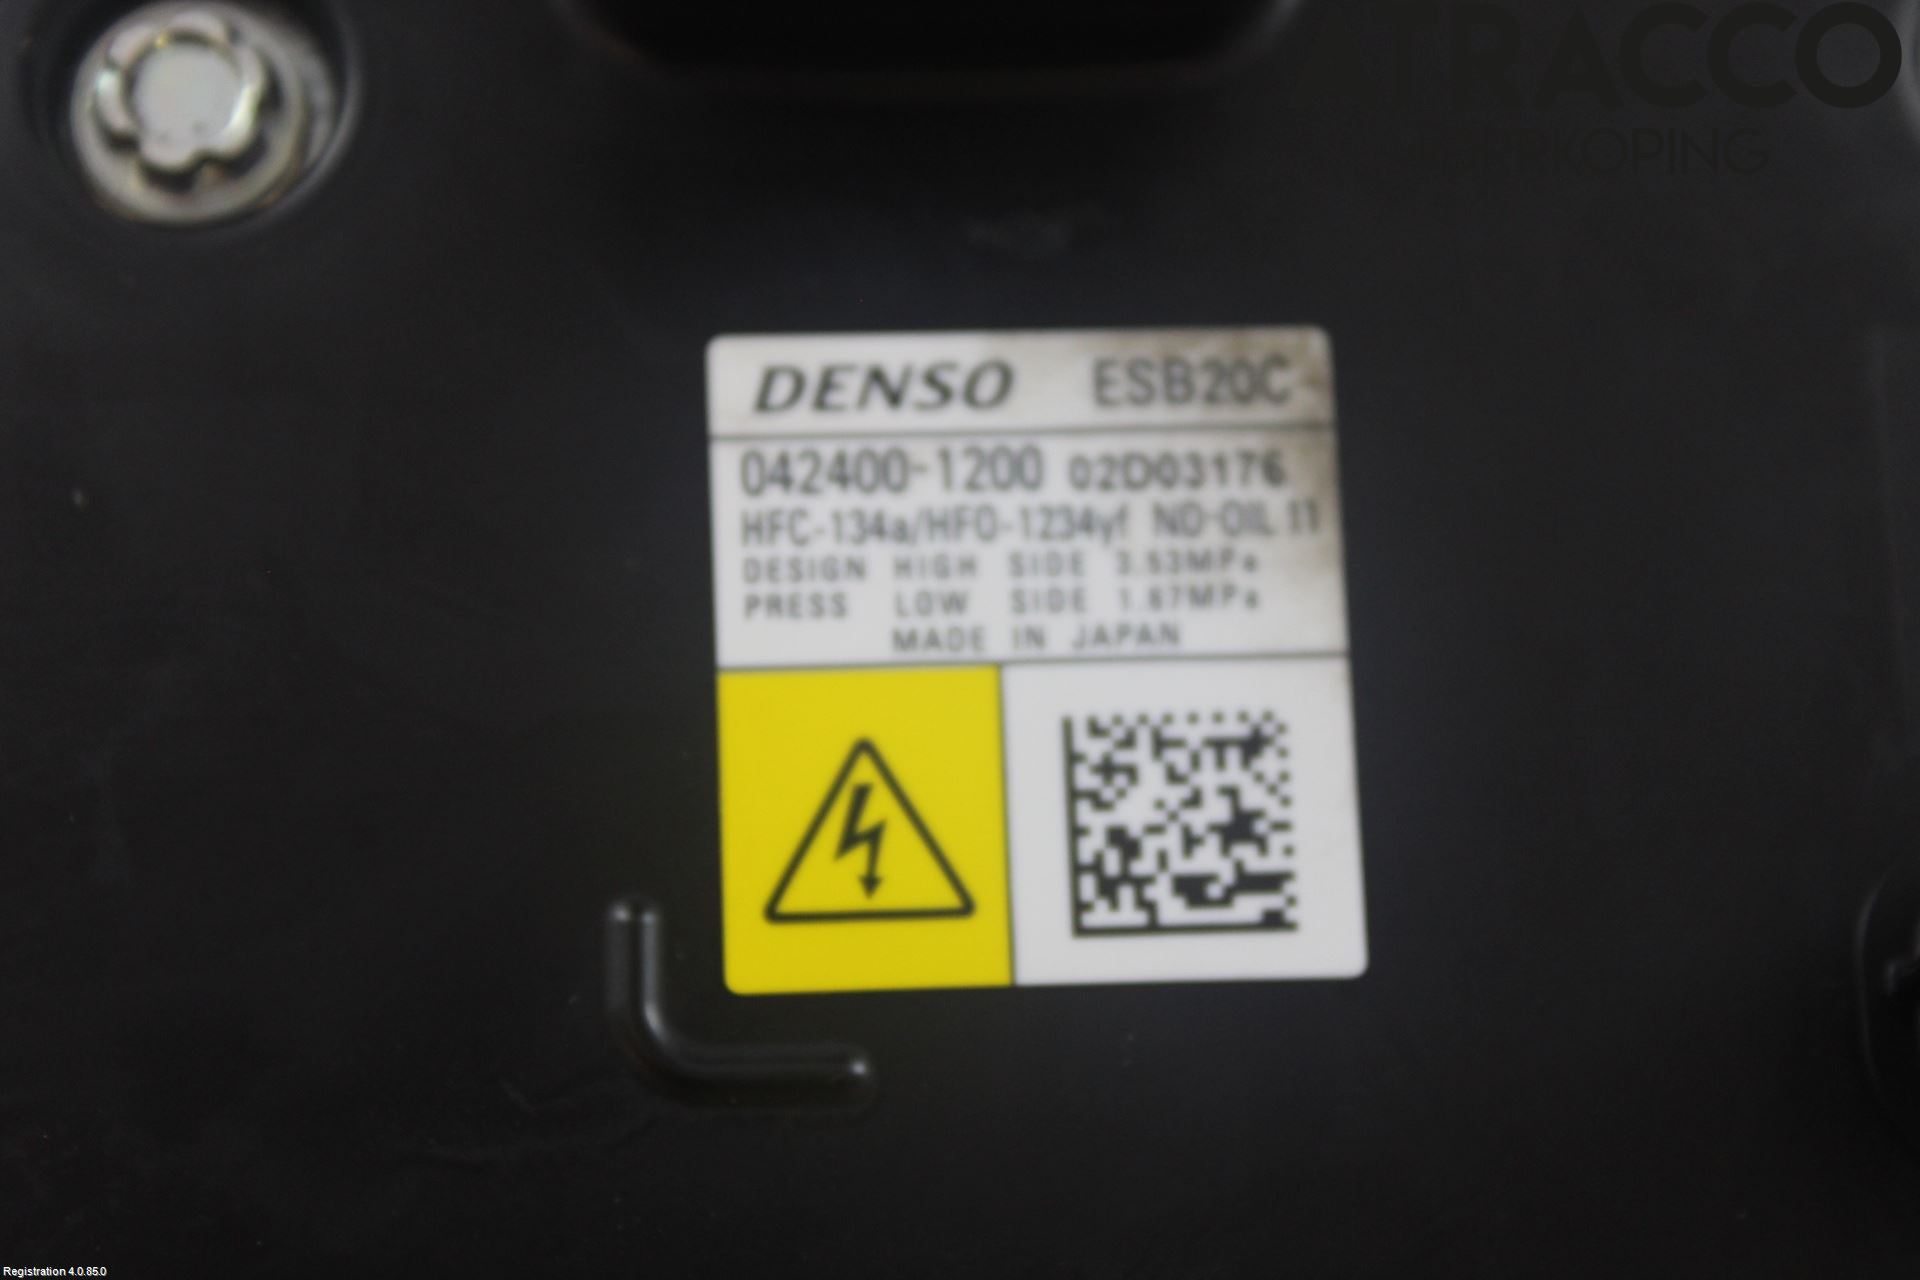 ATRACCO
DENSO ESB20C
042400-1200 02D03176
HFC-134a/HFO-1234yf ND-OIL 11
DESIGN HIGH SIDE 3.53MPa
PRESS LOW SIDE 1.67MPa
MADE IN JAPAN
Registration 4.0.85.0